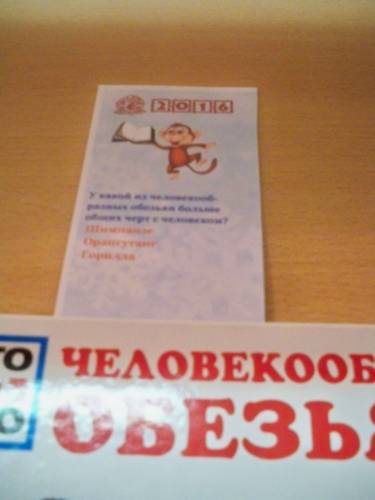 2016
У какой из человекооб-
разных обезьян больше
общих черт с человеком?
Шимпанзе
Орангутанг
Горилла
ЧЕЛОВЕКООБ
ОБЕЗЬЯ